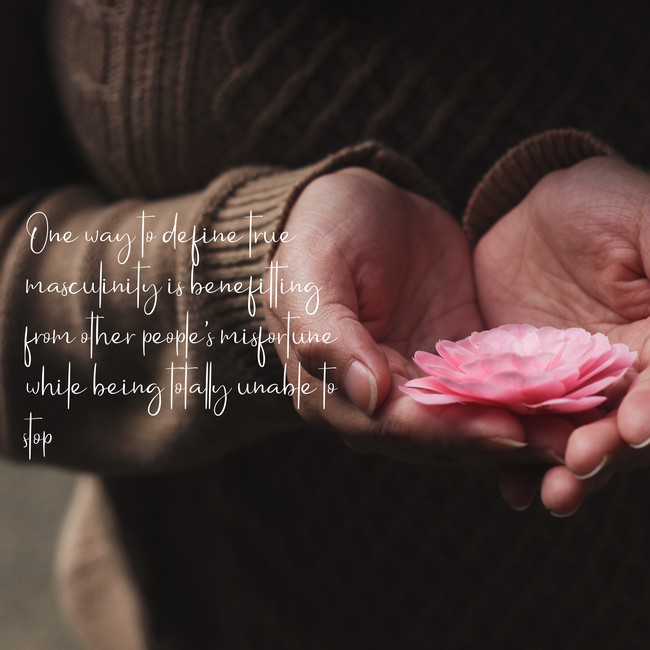 One way to define true
masculinity is benefitting
from other people's misfortune
while being totally unable to
stop